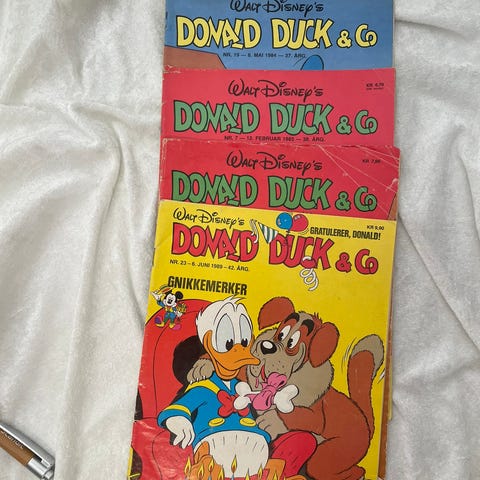 Walt Disney's
DONALD DUCK & Co
NR. 19 — 8. MAI 1984 — 37. ÅRG.
Walt Disney's
KR. 6,75
DONALD DUCK & Co
NR. 7 — 12. FEBRUAR 1985 — 38. ÅRG.
Walt Disney's
KR 7,85
DONALD DUCK & Co
Walt Disney's
KR 9,60
GRATULERER, DONALD!
DONALD DUCK & Co
NR. 23 – 6. JUNI 1989 – 42. ÅRG.
GNIKKEMERKER